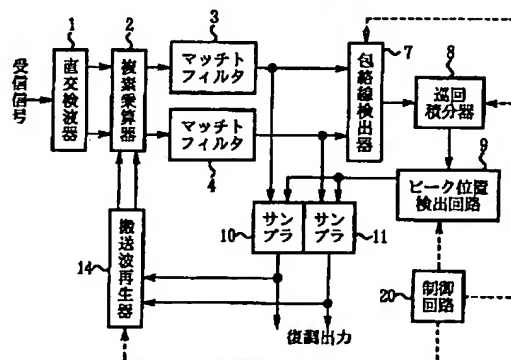 1
2
3
受信信号
直交検波器
複素乗算器
マッチト
フィルタ
マッチト
フィルタ
4
包絡線検出器
7
8
巡回
積分器
9
ピーク位置
検出回路
10
サンプラ
サンプラ
11
搬送波再生器
14
20
制御
回路
復調出力